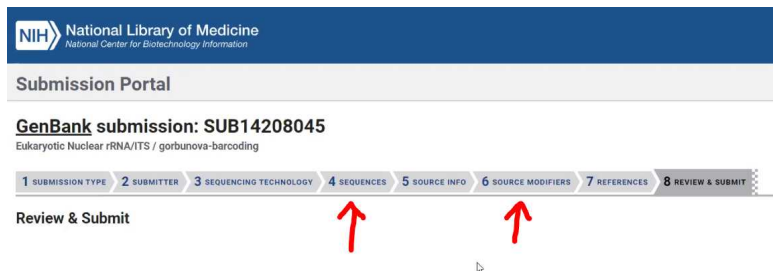 NIH National Library of Medicine
National Center for Biotechnology Information
Submission Portal
GenBank submission: SUB14208045
Eukaryotic Nuclear rRNA/ITS / gorbunova-barcoding
1 SUBMISSION TYPE 2 SUBMITTER 3 SEQUENCING TECHNOLOGY 4 SEQUENCES 5 SOURCE INFO 6 SOURCE MODIFIERS 7 REFERENCES 8 REVIEW & SUBMIT
Review & Submit